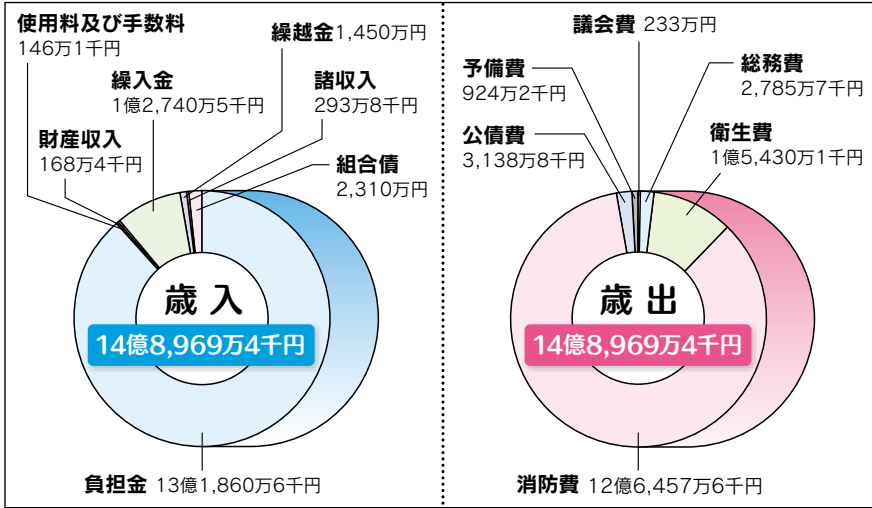 使用料及び手数料
146万1千円
繰越金 1,450万円
繰入金
1億2,740万5千円
諸収入
293万8千円
財産収入
168万4千円
組合債
2,310万円
歳入
14億8,969万4千円
負担金 13億1,860万6千円
議会費 233万円
予備費
924万2千円
総務費
2,785万7千円
公債費
3,138万8千円
衛生費
1億5,430万1千円
歳出
14億8,969万4千円
消防費 12億6,457万6千円